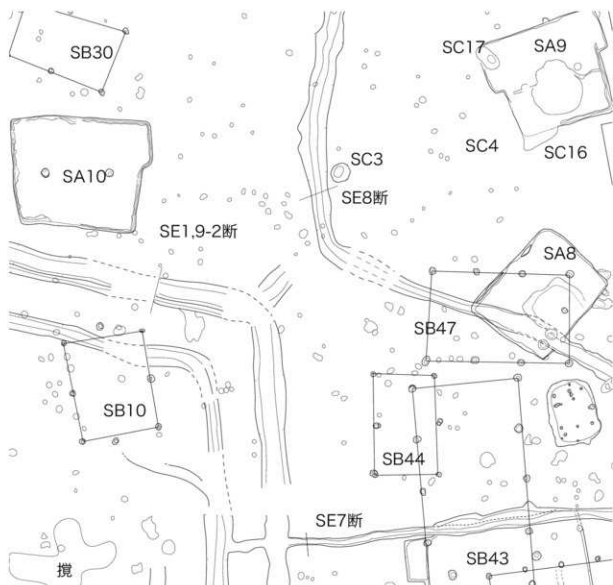 SB30
SC17
SA9
SC3
SC4
SC16
SA10
SE8断
SE1,9-2断
SA8
SB47
SB10
SB44
SE7断
撹
SB43